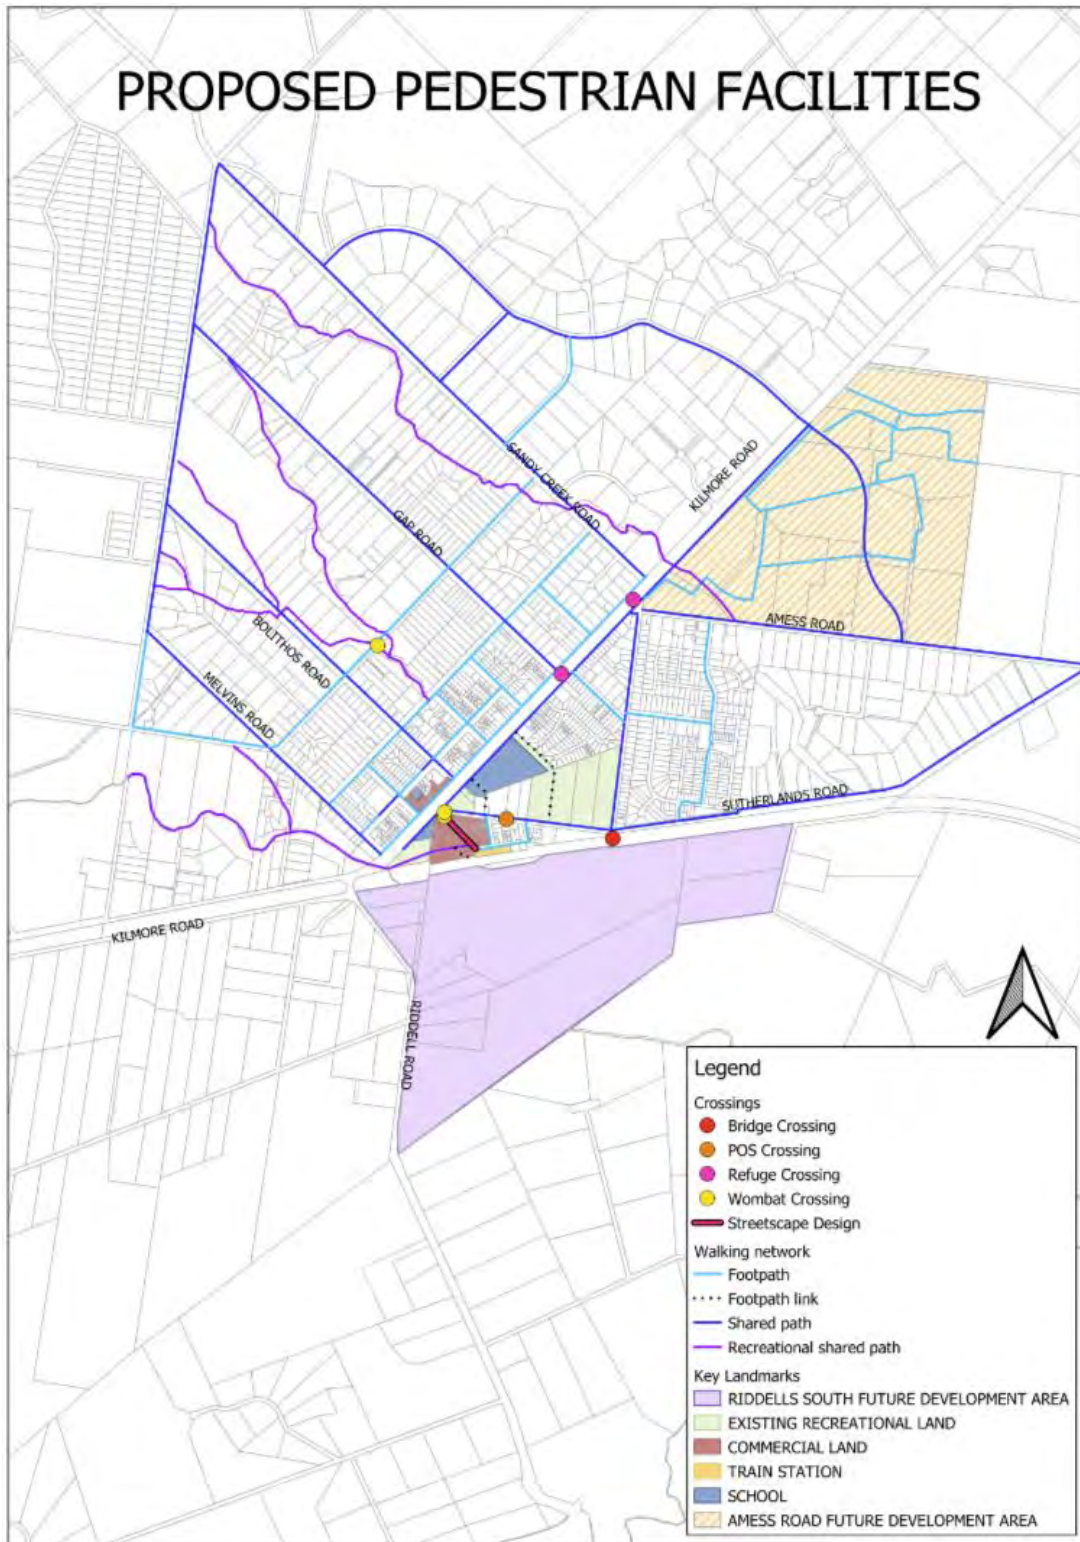 PROPOSED PEDESTRIAN FACILITIES
SANDY CREEK ROAD
KILMORE ROAD
GAP ROAD
AMESS ROAD
BOLITHOS ROAD
MELVINS ROAD
SUTHERLANDS ROAD
KILMORE ROAD
RIDDELL ROAD
Legend
Crossings
Bridge Crossing
POS Crossing
Refuge Crossing
Wombat Crossing
Streetscape Design
Walking network
Footpath
Footpath link
Shared path
Recreational shared path
Key Landmarks
RIDDELLS SOUTH FUTURE DEVELOPMENT AREA
EXISTING RECREATIONAL LAND
COMMERCIAL LAND
TRAIN STATION
SCHOOL
AMESS ROAD FUTURE DEVELOPMENT AREA